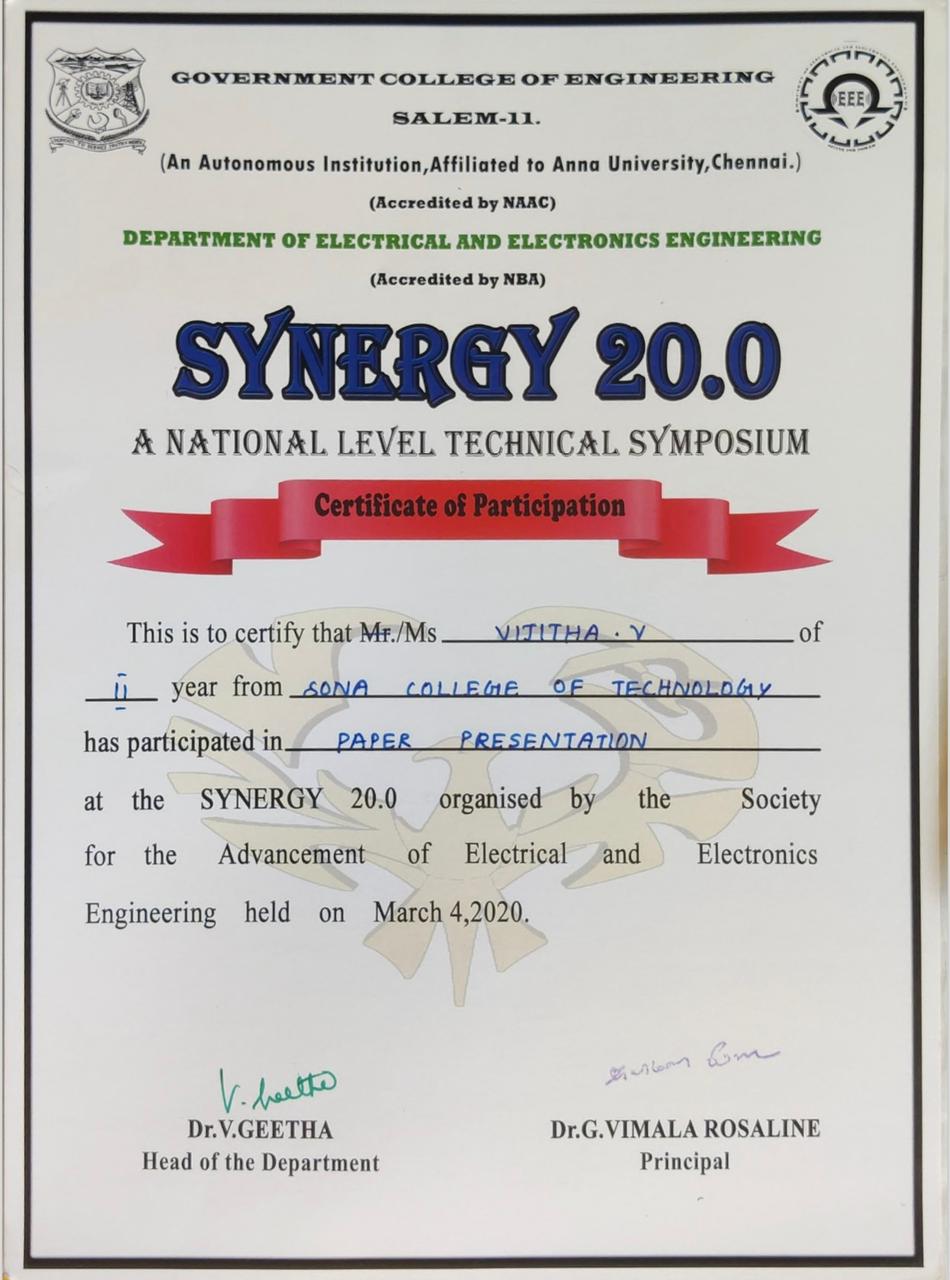 GOVERNMENT COLLEGE OF ENGINEERING
SALEM-11.
EEE
(An Autonomous Institution,Affiliated to Anna University,Chennai.)
(Accredited by NAAC)
DEPARTMENT OF ELECTRICAL AND ELECTRONICS ENGINEERING
(Accredited by NBA)
SYNERGY 20.0
A NATIONAL LEVEL TECHNICAL SYMPOSIUM
Certificate of Participation
This is to certify that Mr./Ms VIJITHA . V of
II year from SONA COLLEGE OF TECHNOLOGY
has participated in PAPER PRESENTATION
at the SYNERGY 20.0 organised by the Society
for the Advancement of Electrical and Electronics
Engineering held on March 4,2020.
V. Geetha
Dr.V.GEETHA
Head of the Department
Dr.G.VIMALA ROSALINE
Principal